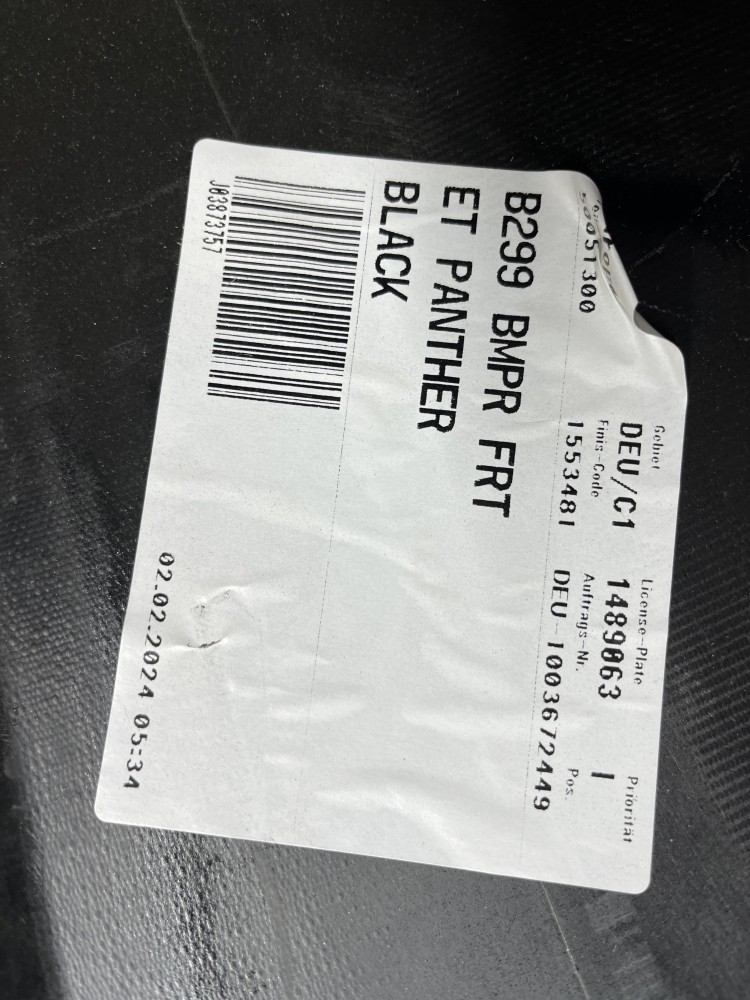 Gebiet License-Plate Priorität
DEU/C1 1489063 I
Finis-Code Auftrags-Nr. Pos.
1553481 DEU-1003672449
B299 BMPR FRT
ET PANTHER
BLACK
J03873757
02.02.2024 05:34